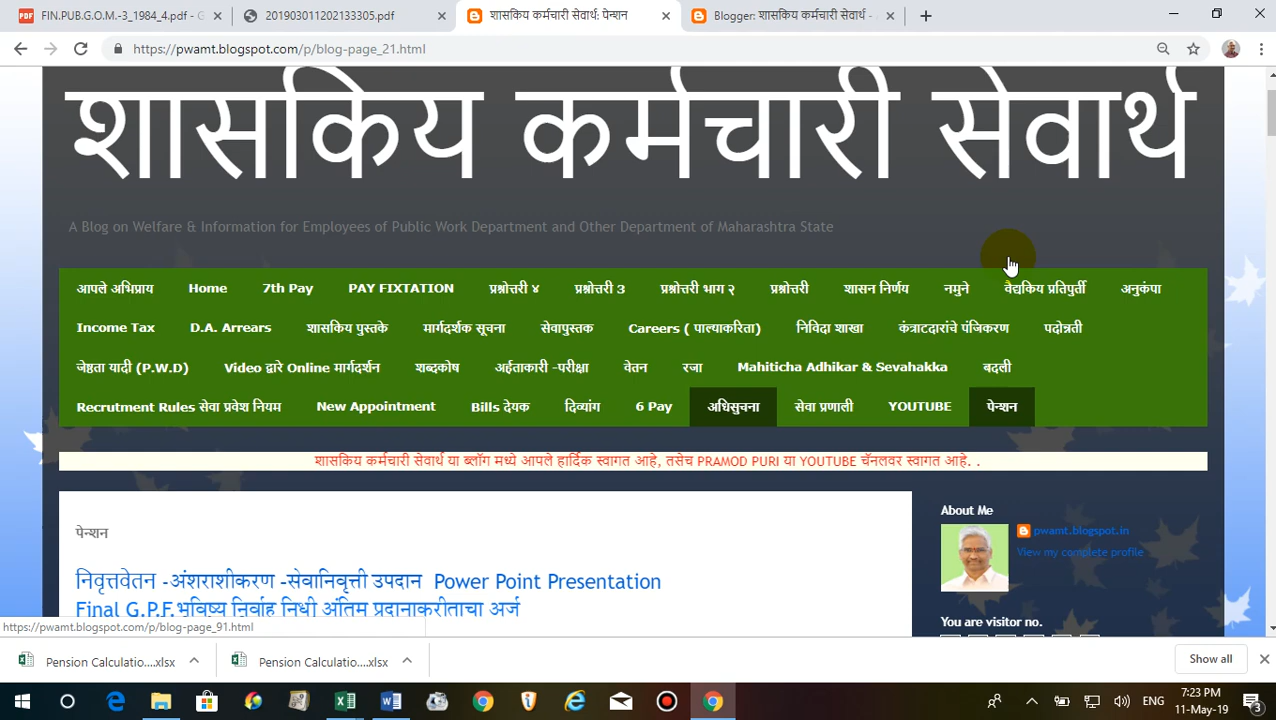 FIN.PUB.G.O.M.-3_1984_4.pdf - G
201903011202133305.pdf
शासकिय कर्मचारी सेवार्थ: पेन्शन
Blogger: शासकिय कर्मचारी सेवार्थ -
https://pwamt.blogspot.com/p/blog-page_21.html
शासकिय कर्मचारी सेवार्थ
A Blog on Welfare & Information for Employees of Public Work Department and Other Department of Maharashtra State
आपले अभिप्राय Home 7th Pay PAY FIXTATION प्रश्नोत्तरी ४ प्रश्नोत्तरी 3 प्रश्नोत्तरी भाग २ प्रश्नोत्तरी शासन निर्णय नमुने वैद्यकिय प्रतिपुर्ती अनुकंपा
Income Tax D.A. Arrears शासकिय पुस्तके मार्गदर्शक सूचना सेवापुस्तक Careers ( पाल्याकरिता) निविदा शाखा कंत्राटदारांचे पंजिकरण पदोन्नती
जेष्ठता यादी (P.W.D) Video द्वारे Online मार्गदर्शन शब्दकोष अर्हताकारी -परीक्षा वेतन रजा Mahiticha Adhikar & Sevahakka बदली
Recrutment Rules सेवा प्रवेश नियम New Appointment Bills देयक दिव्यांग 6 Pay अधिसुचना सेवा प्रणाली YOUTUBE पेन्शन
शासकिय कर्मचारी सेवार्थ या ब्लॉग मध्ये आपले हार्दिक स्वागत आहे, तसेच PRAMOD PURI या YOUTUBE चॅनलवर स्वागत आहे. .
पेन्शन
निवृत्तवेतन -अंशराशीकरण -सेवानिवृत्ती उपदान Power Point Presentation
Final G.P.F.भविष्य निर्वाह निधी अंतिम प्रदानाकरीताचा अर्ज
About Me
pwamt.blogspot.in
View my complete profile
You are visitor no.
https://pwamt.blogspot.com/p/blog-page_91.html
Pension Calculatio....xlsx
Pension Calculatio....xlsx
Show all
ENG
7:23 PM
11-May-19
3